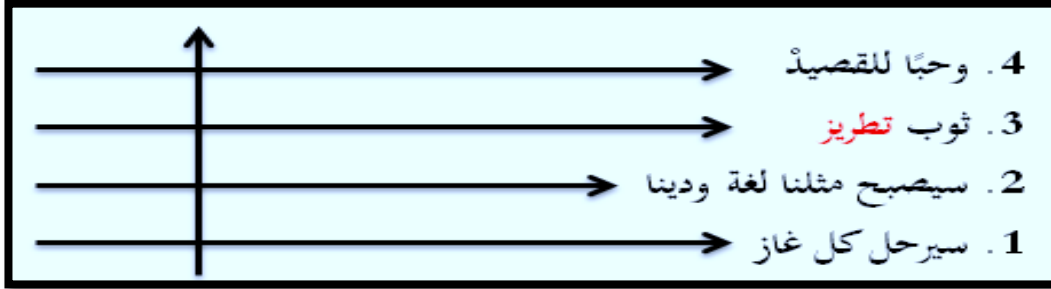 4. وحبًا للقصيدْ
3. ثوب تطريز
2. سيصبح مثلنا لغة ودينا
1. سيرحل كل غاز